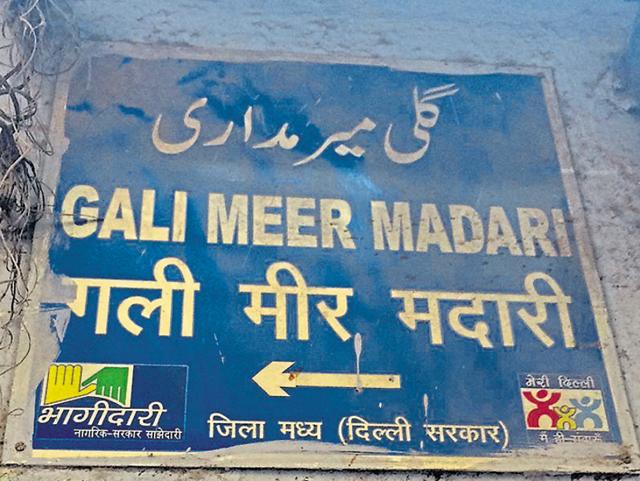 گلی میر مداری
GALI MEER MADARI
गली मीर मदारी
भागीदारी
नागरिक-सरकार साझेदारी
जिला मध्य (दिल्ली सरकार)
मेरी दिल्ली
मैं ही संवारूँ